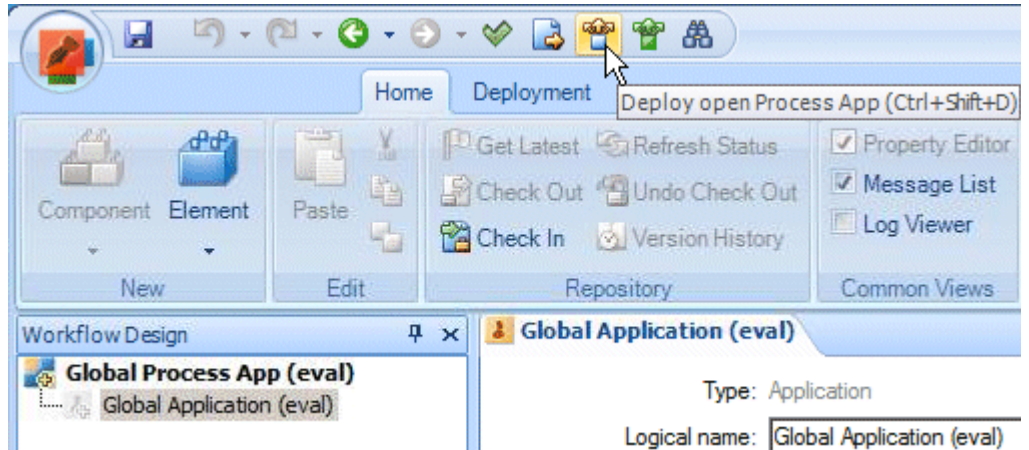 Home Deployment
Deploy open Process App (Ctrl+Shift+D)
Get Latest Refresh Status Property Editor
Component Element Paste Check Out Undo Check Out Message List
Check In Version History Log Viewer
New Edit Repository Common Views
Workflow Design Global Application (eval)
Global Process App (eval)
Global Application (eval)
Type: Application
Logical name: Global Application (eval)